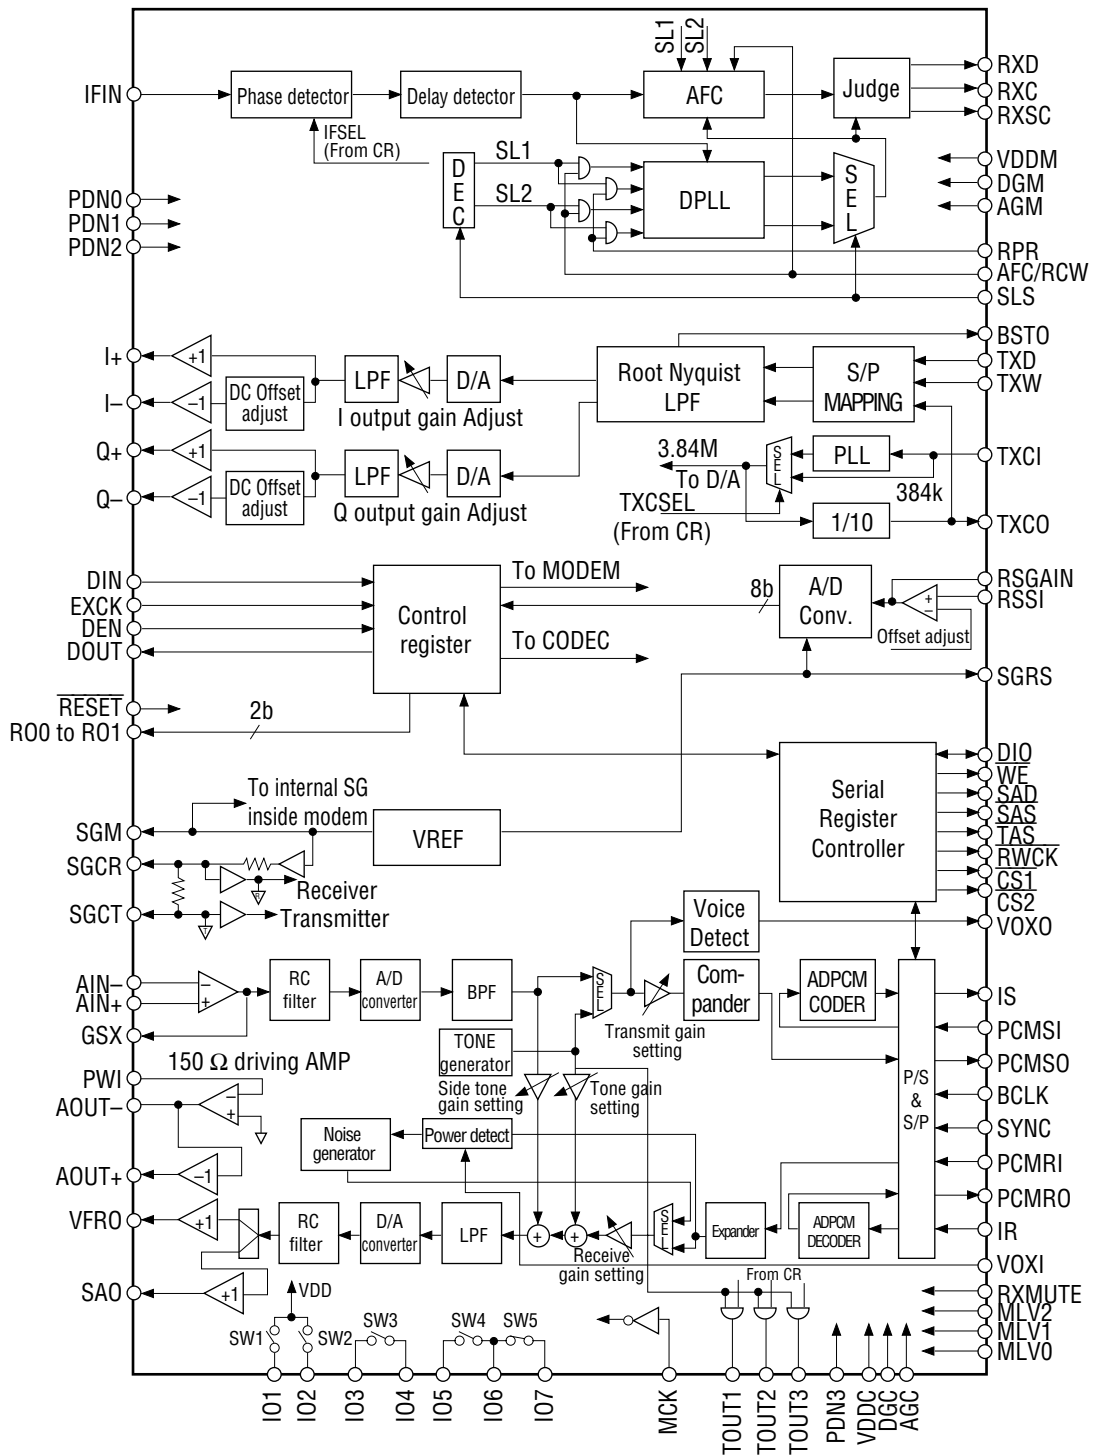 SL1
SL2
IFIN
Phase detector
Delay detector
AFC
Judge
RXD
RXC
RXSC
IFSEL
(From CR)
SL1
SL2
D
E
C
DPLL
S
E
L
VDDM
DGM
AGM
PDN0
PDN1
PDN2
RPR
AFC/RCW
SLS
BSTO
I+
+1
LPF
D/A
Root Nyquist
LPF
S/P
MAPPING
TXD
TXW
I–
–1
DC Offset
adjust
I output gain Adjust
Q+
+1
LPF
D/A
3.84M
To D/A
S
E
L
PLL
TXCI
384k
Q–
–1
DC Offset
adjust
Q output gain Adjust
TXCSEL
(From CR)
1/10
TXCO
DIN
EXCK
DEN
DOUT
Control
register
To MODEM
To CODEC
8b
A/D
Conv.
+
–
Offset adjust
RSGAIN
RSSI
SGRS
RESET
RO0 to RO1
2b
DIO
WE
SAD
SAS
TAS
RWCK
CS1
CS2
Serial
Register
Controller
To internal SG
inside modem
VREF
SGM
SGCR
R
Receiver
SGCT
T
Transmitter
Voice
Detect
VOXO
AIN–
AIN+
–
+
RC
filter
A/D
converter
BPF
S
E
L
Com-
pander
ADPCM
CODER
IS
GSX
Transmit gain
setting
PCMSI
TONE
generator
PCMSO
150 Ω driving AMP
PWI
AOUT–
–
+
Side tone
gain setting
Tone gain
setting
P/S
&
S/P
BCLK
SYNC
Noise
generator
Power detect
AOUT+
–1
PCMRI
PCMRO
VFRO
+1
RC
filter
D/A
converter
LPF
+
+
S
E
L
Expander
ADPCM
DECODER
IR
Receive
gain setting
VOXI
SAO
+1
VDD
From CR
RXMUTE
MLV2
MLV1
MLV0
SW1
SW2
SW3
SW4
SW5
IO1
IO2
IO3
IO4
IO5
IO6
IO7
MCK
TOUT1
TOUT2
TOUT3
PDN3
VDDC
DGC
AGC